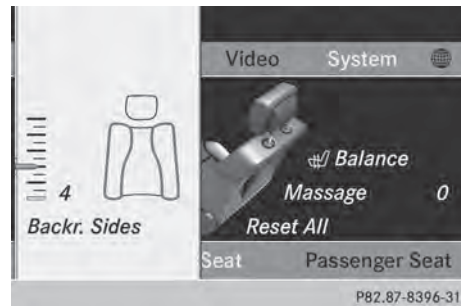 Video System
4
Backr. Sides
Balance
Massage 0
Reset All
Seat Passenger Seat
P82.87-8396-31